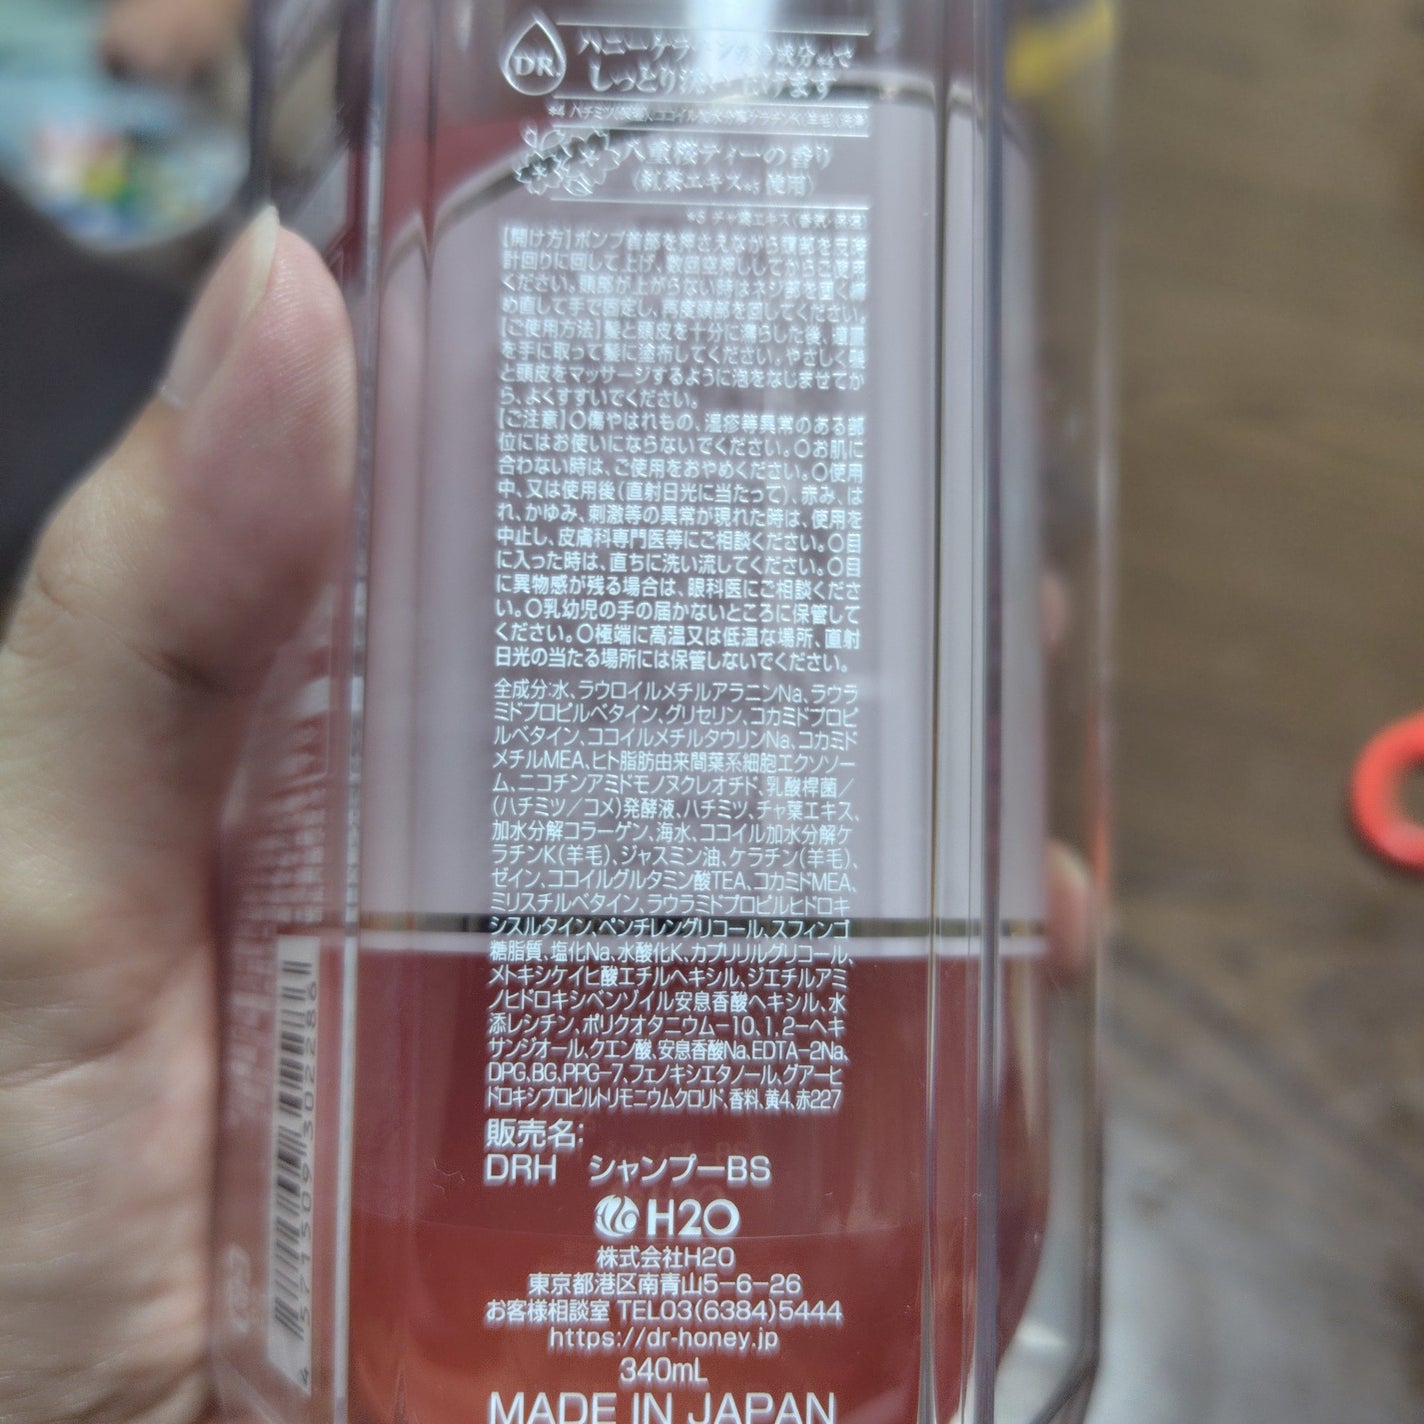 DR
しっとり洗い上げます
八重桜ティーの香り
(紅茶エキス*5使用)
【開け方】ポンプ首部を押さえながら頭部を反時
計回りに回して上げ、数回空押ししてからご使用
ください。頭部が上がらない時はネジ部を固く締
め直して手で固定し、再度頭部を回してください。
【ご使用方法】髪と頭皮を十分に濡らした後、適量
を手に取って髪に塗布してください。やさしく髪
と頭皮をマッサージするように泡をなじませてか
ら、よくすすいでください。
【ご注意】〇傷やはれもの、湿疹等異常のある部
位にはお使いにならないでください。〇お肌に
合わない時は、ご使用をおやめください。〇使用
中、又は使用後(直射日光に当たって)、赤み、は
れ、かゆみ、刺激等の異常が現れた時は、使用を
中止し、皮膚科専門医等にご相談ください。〇目
に入った時は、直ちに洗い流してください。〇目
に異物感が残る場合は、眼科医にご相談くださ
い。〇乳幼児の手の届かないところに保管して
ください。〇極端に高温又は低温な場所、直射
日光の当たる場所には保管しないでください。
全成分:水、ラウロイルメチルアラニンNa、ラウラ
ミドプロピルベタイン、グリセリン、コカミドプロピ
ルベタイン、ココイルメチルタウリンNa、コカミド
メチルMEA、ヒト脂肪由来間葉系細胞エクソソー
ム、ニコチンアミドモノヌクレオチド、乳酸桿菌／
(ハチミツ／コメ)発酵液、ハチミツ、チャ葉エキス、
加水分解コラーゲン、海水、ココイル加水分解ケ
ラチンK(羊毛)、ジャスミン油、ケラチン(羊毛)、
ゼイン、ココイルグルタミン酸TEA、コカミドMEA、
ミリスチルベタイン、ラウラミドプロピルヒドロキ
シスルタイン、ペンチレングリコール、スフィンゴ
糖脂質、塩化Na、水酸化K、カプリリルグリコール、
メトキシケイヒ酸エチルヘキシル、ジエチルアミ
ノヒドロキシベンゾイル安息香酸ヘキシル、水
添レシチン、ポリクオタニウム-10、1,2-ヘキ
サンジオール、クエン酸、安息香酸Na、EDTA-2Na、
DPG、BG、PPG-7、フェノキシエタノール、グアーヒ
ドロキシプロピルトリモニウムクロリド、香料、黄4、赤227
販売名:
DRH シャンプーBS
H2O
株式会社H2O
東京都港区南青山5-6-26
お客様相談室 TEL03(6384)5444
https://dr-honey.jp
340mL
MADE IN JAPAN
4 571509 302286